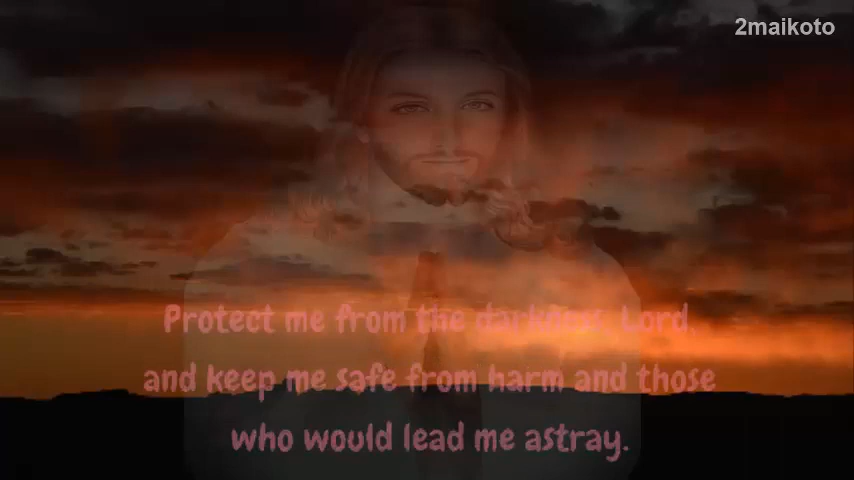 2maikoto
Protect me from the darkness, Lord,
and keep me safe from harm and those
who would lead me astray.